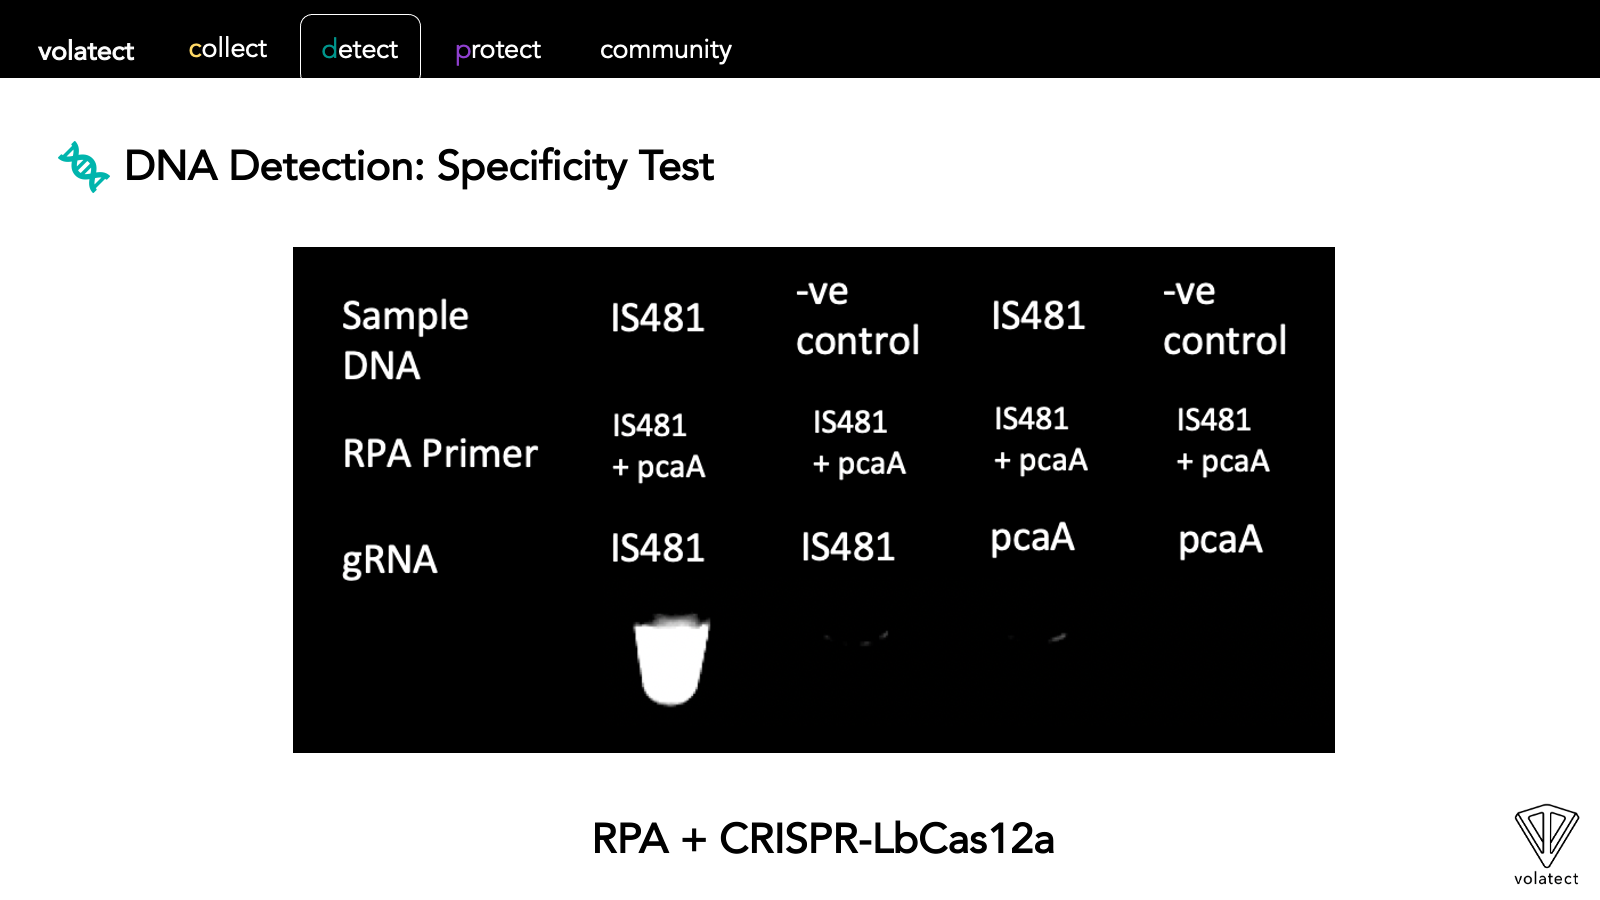 volatect collect detect protect community
DNA Detection: Specificity Test
Sample DNA IS481 -ve control IS481 -ve control
RPA Primer IS481 + pcaA IS481 + pcaA IS481 + pcaA IS481 + pcaA
gRNA IS481 IS481 pcaA pcaA
RPA + CRISPR-LbCas12a
volatect